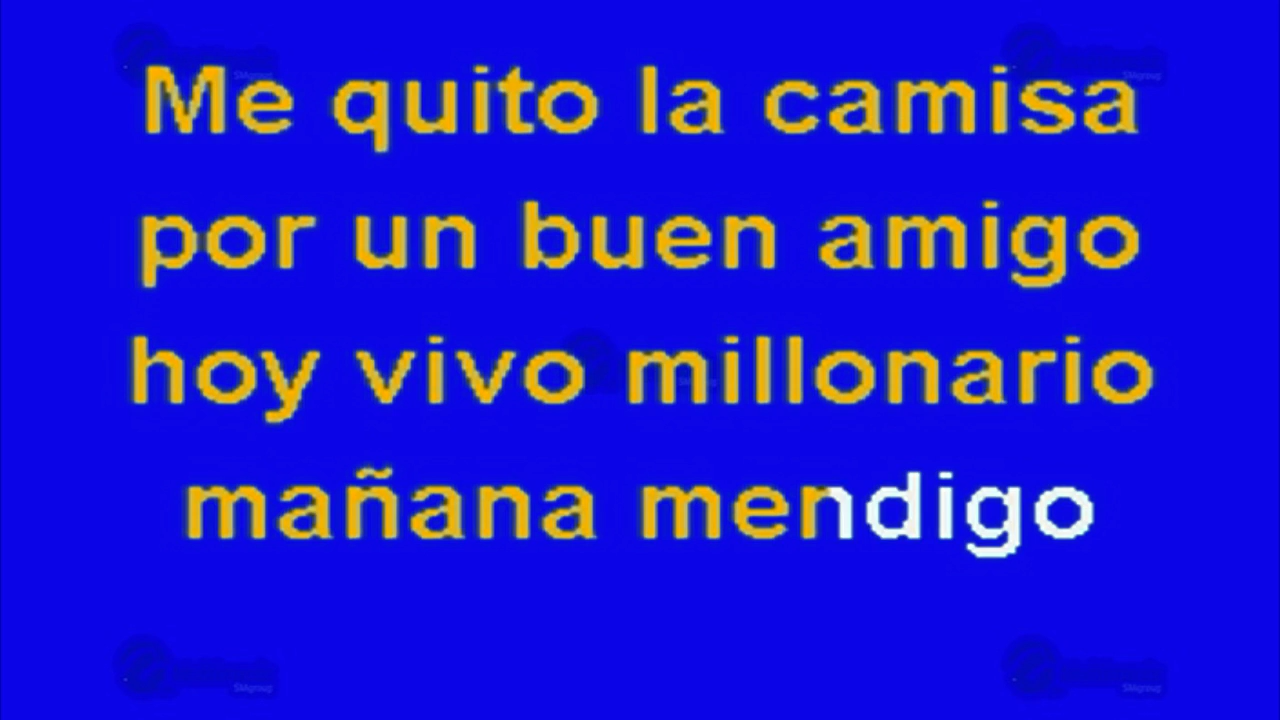 Me quito la camisa
por un buen amigo
hoy vivo millonario
mañana mendigo